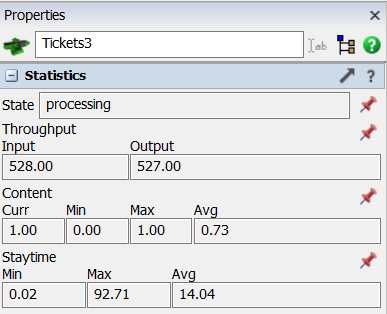 Properties
Tickets3
ab
Statistics
?
State processing
Throughput
Input Output
528.00 527.00
Content
Curr Min Max Avg
1.00 0.00 1.00 0.73
Staytime
Min Max Avg
0.02 92.71 14.04